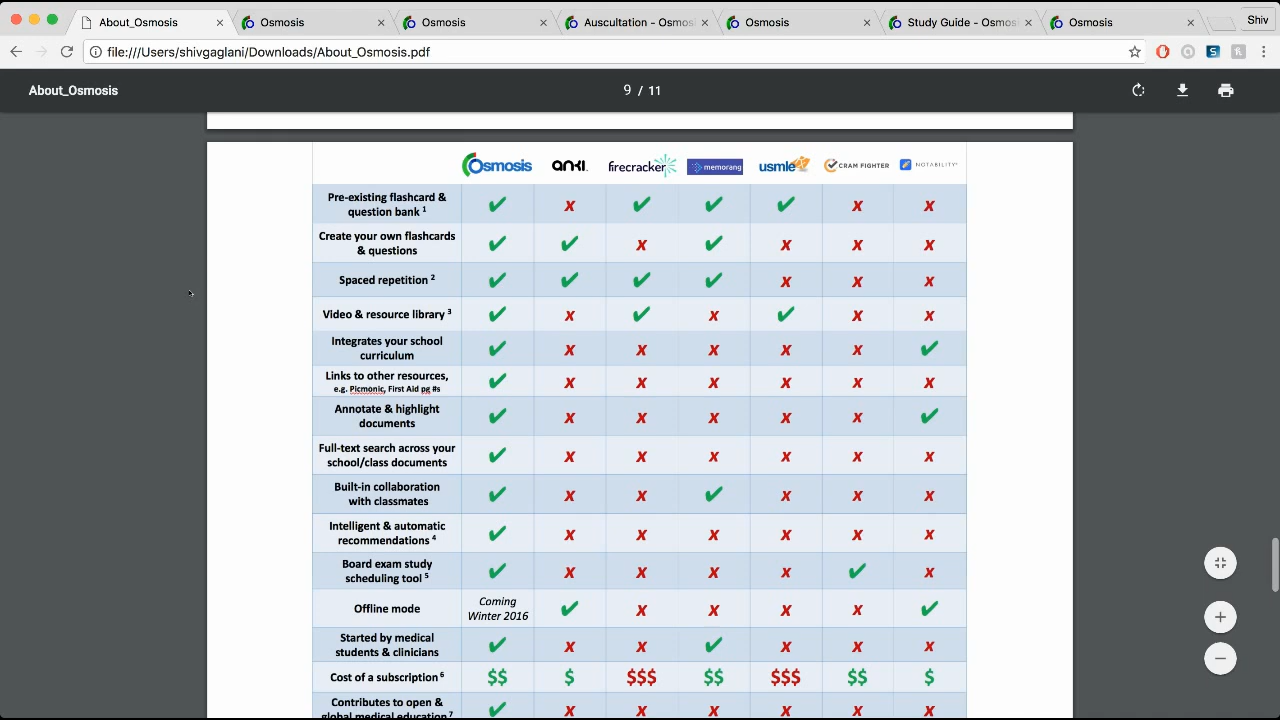 About_Osmosis
Osmosis
Osmosis
Auscultation - Osmos
Osmosis
Study Guide - Osmos
Osmosis
Shiv
file:///Users/shivgaglani/Downloads/About_Osmosis.pdf
About_Osmosis
9 / 11
Osmosis ANKI. firecracker memorang usmle CRAM FIGHTER NOTABILITY
Pre-existing flashcard &
question bank 1
✔ x ✔ ✔ ✔ x x
Create your own flashcards
& questions
✔ ✔ x ✔ x x x
Spaced repetition 2 ✔ ✔ ✔ ✔ x x x
Video & resource library 3 ✔ x ✔ x ✔ x x
Integrates your school
curriculum
✔ x x x x x ✔
Links to other resources,
e.g. Picmonic, First Aid pg #s
✔ x x x x x x
Annotate & highlight
documents
✔ x x x x x ✔
Full-text search across your
school/class documents
✔ x x x x x x
Built-in collaboration
with classmates
✔ x x ✔ x x x
Intelligent & automatic
recommendations 4
✔ x x x x x x
Board exam study
scheduling tool 5
✔ x x x x ✔ x
Offline mode
Coming
Winter 2016
✔ x x x x ✔
Started by medical
students & clinicians
✔ x x ✔ x x x
Cost of a subscription 6 $$ $ $$$ $$ $$$ $$ $
Contributes to open &
global medical education 7
✔ x x x x x x